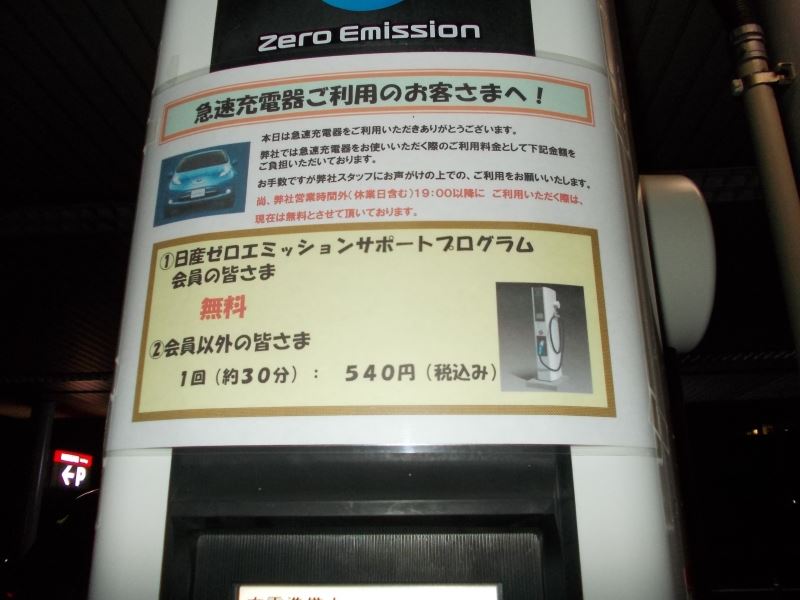 Zero Emission
急速充電器ご利用のお客さまへ！
本日は急速充電器をご利用いただきありがとうございます。
弊社では急速充電器をお使いいただく際のご利用料金として下記金額を
ご負担いただいております。
お手数ですが弊社スタッフにお声がけの上での、ご利用をお願いいたします。
尚、弊社営業時間外（休業日含む）19:00以降に ご利用いただく際は、
現在は無料とさせて頂いております。
①日産ゼロエミッションサポートプログラム
会員の皆さま
無料
②会員以外の皆さま
1回（約30分）： 540円（税込み）
←P